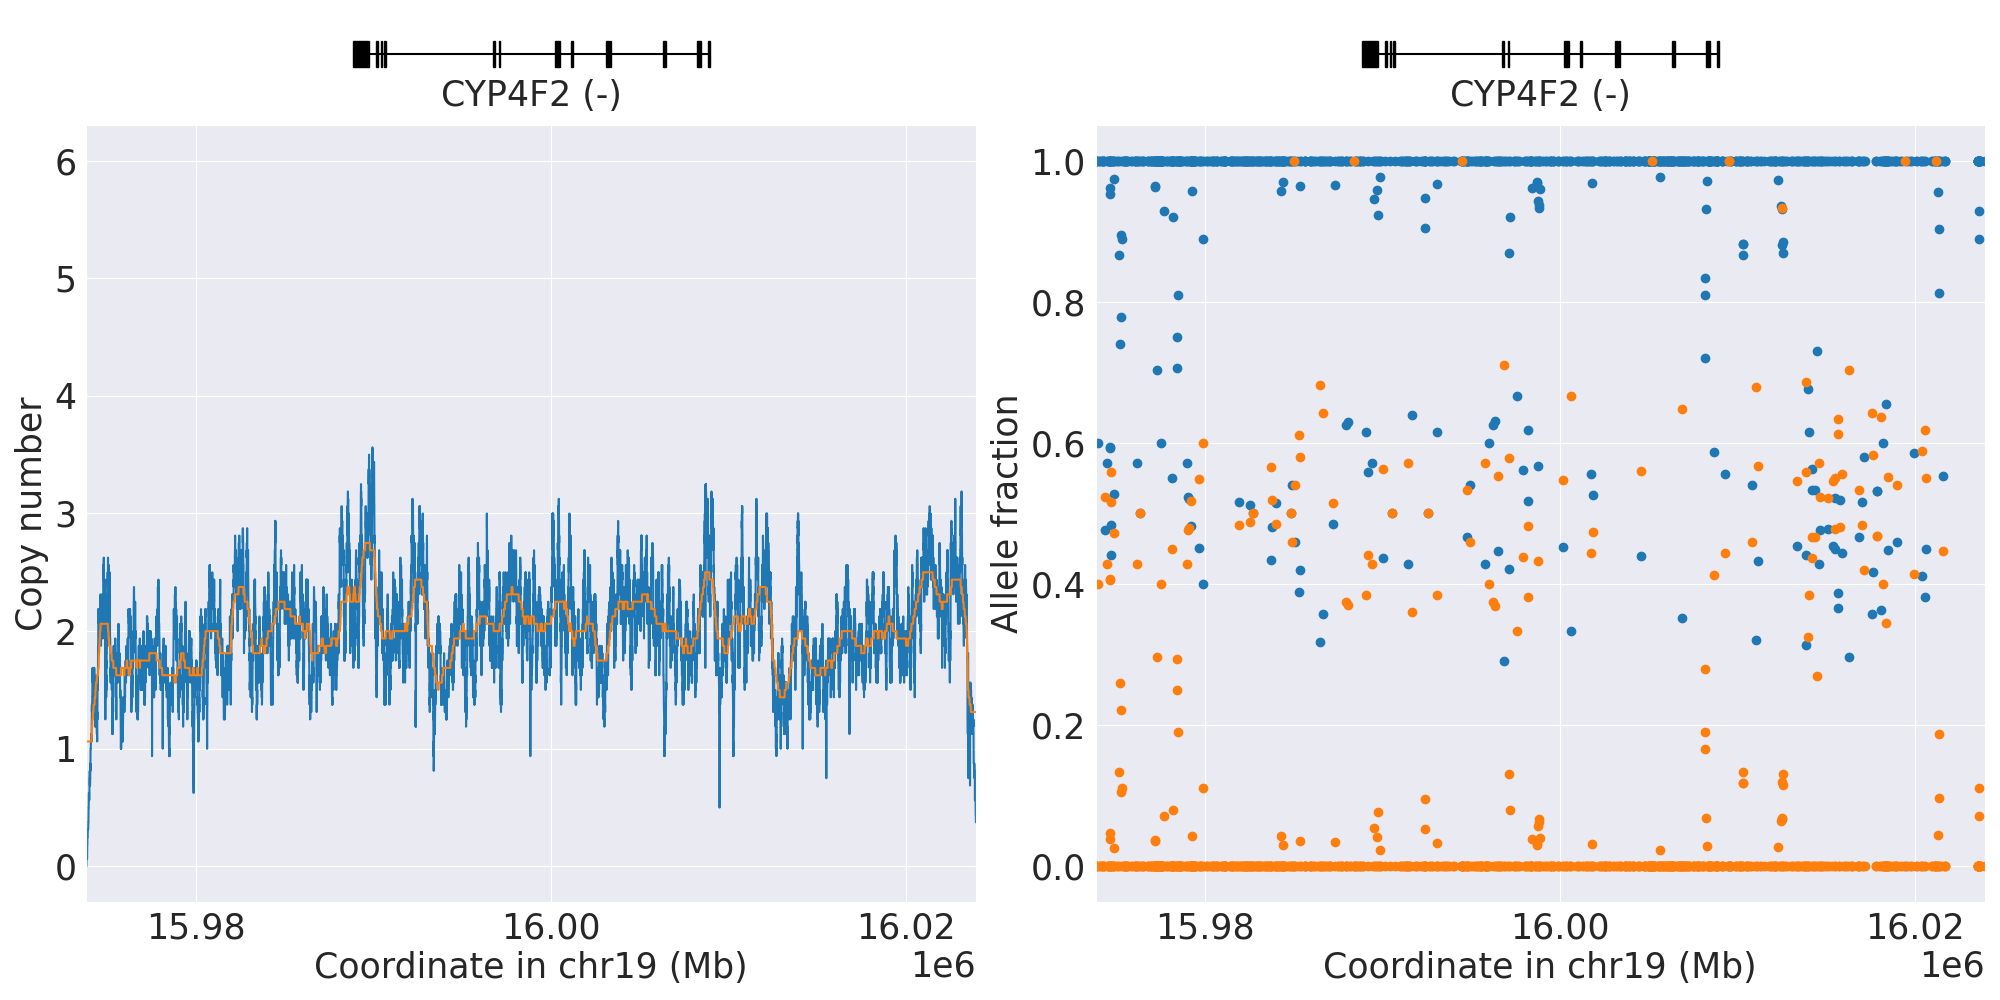 CYP4F2 (-)
6
5
4
3
2
1
0
Copy number
15.98
16.00
16.02
Coordinate in chr19 (Mb)
1e6
CYP4F2 (-)
1.0
0.8
0.6
0.4
0.2
0.0
Allele fraction
15.98
16.00
16.02
Coordinate in chr19 (Mb)
1e6